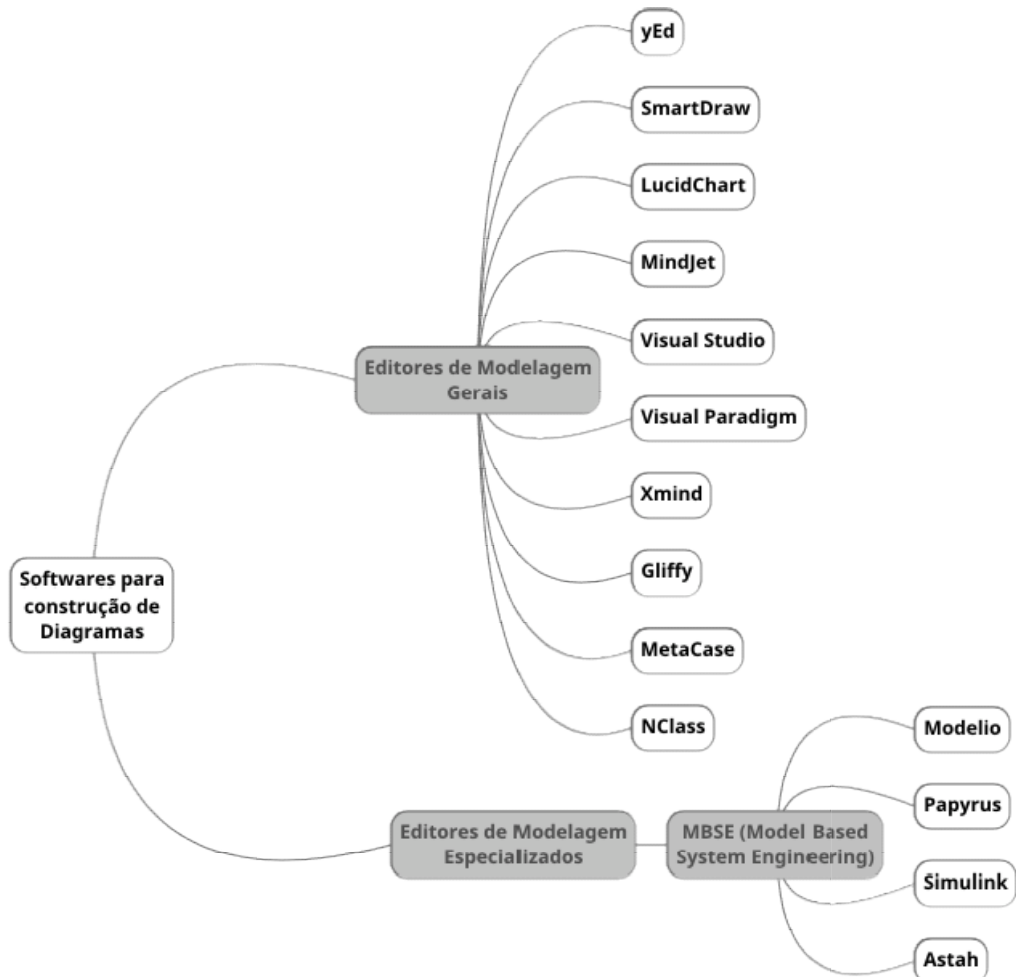 yEd
SmartDraw
LucidChart
MindJet
Visual Studio
Editores de Modelagem
Gerais
Visual Paradigm
Xmind
Gliffy
Softwares para
construção de
Diagramas
MetaCase
NClass
Modelio
Papyrus
Editores de Modelagem
Especializados
MBSE (Model Based
System Engineering)
Simulink
Astah